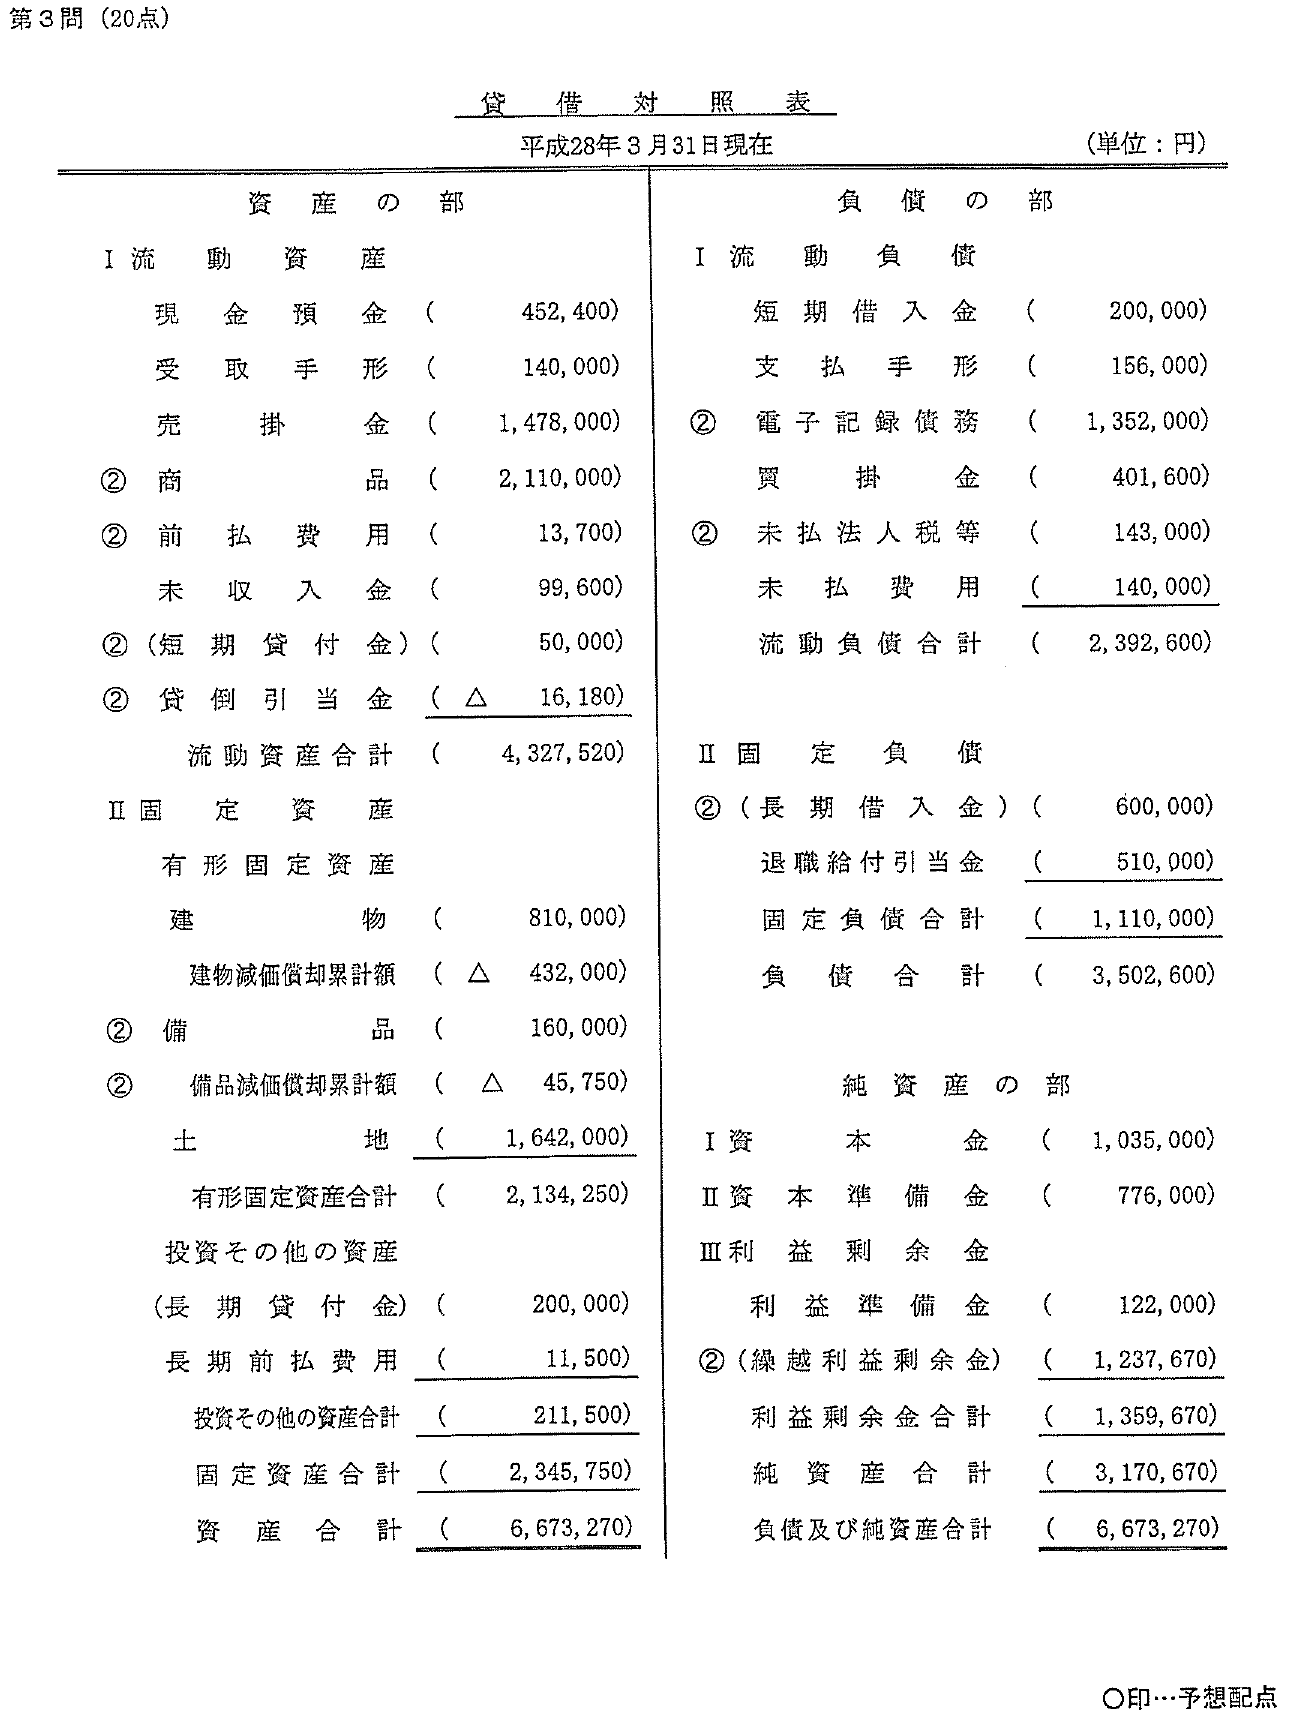 第３問（20点）
貸借対照表
平成28年３月31日現在
（単位：円）
資産の部
Ⅰ流動資産
現金預金 ( 452,400)
受取手形 ( 140,000)
売掛金 ( 1,478,000)
② 商品 ( 2,110,000)
② 前払費用 ( 13,700)
未収入金 ( 99,600)
② (短期貸付金) ( 50,000)
② 貸倒引当金 ( △ 16,180)
流動資産合計 ( 4,327,520)
Ⅱ固定資産
有形固定資産
建物 ( 810,000)
建物減価償却累計額 ( △ 432,000)
② 備品 ( 160,000)
② 備品減価償却累計額 ( △ 45,750)
土地 ( 1,642,000)
有形固定資産合計 ( 2,134,250)
投資その他の資産
(長期貸付金) ( 200,000)
長期前払費用 ( 11,500)
投資その他の資産合計 ( 211,500)
固定資産合計 ( 2,345,750)
資産合計 ( 6,673,270)
負債の部
Ⅰ流動負債
短期借入金 ( 200,000)
支払手形 ( 156,000)
② 電子記録債務 ( 1,352,000)
買掛金 ( 401,600)
② 未払法人税等 ( 143,000)
未払費用 ( 140,000)
流動負債合計 ( 2,392,600)
Ⅱ固定負債
② (長期借入金) ( 600,000)
退職給付引当金 ( 510,000)
固定負債合計 ( 1,110,000)
負債合計 ( 3,502,600)
純資産の部
Ⅰ資本金 ( 1,035,000)
Ⅱ資本準備金 ( 776,000)
Ⅲ利益剰余金
利益準備金 ( 122,000)
② (繰越利益剰余金) ( 1,237,670)
利益剰余金合計 ( 1,359,670)
純資産合計 ( 3,170,670)
負債及び純資産合計 ( 6,673,270)
○印…予想配点